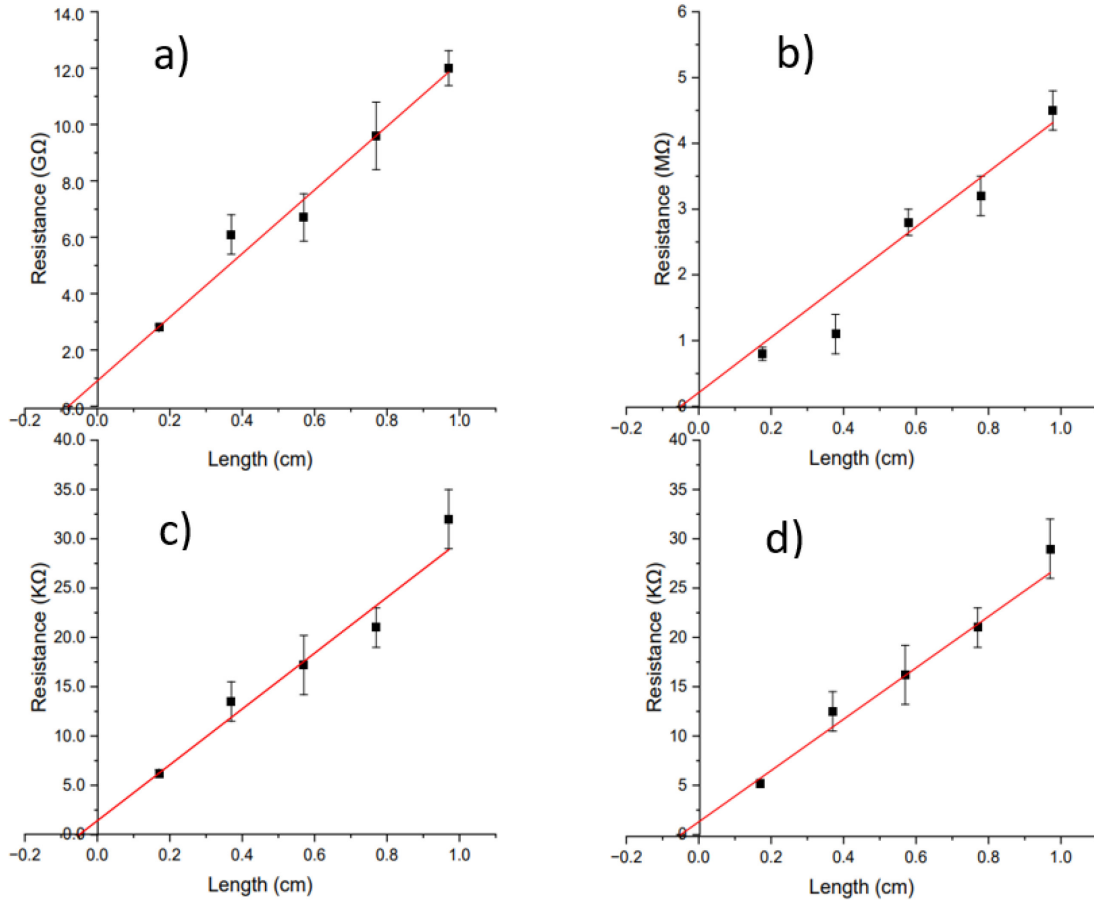 a)
Resistance (GΩ)
14.0
12.0
10.0
8.0
6.0
4.0
2.0
0.0
−0.2 0.0 0.2 0.4 0.6 0.8 1.0
Length (cm)
b)
Resistance (MΩ)
6
5
4
3
2
1
0
−0.2 0.0 0.2 0.4 0.6 0.8 1.0
Length (cm)
c)
Resistance (KΩ)
40.0
35.0
30.0
25.0
20.0
15.0
10.0
5.0
0.0
−0.2 0.0 0.2 0.4 0.6 0.8 1.0
Length (cm)
d)
Resistance (KΩ)
40
35
30
25
20
15
10
5
0
−0.2 0.0 0.2 0.4 0.6 0.8 1.0
Length (cm)